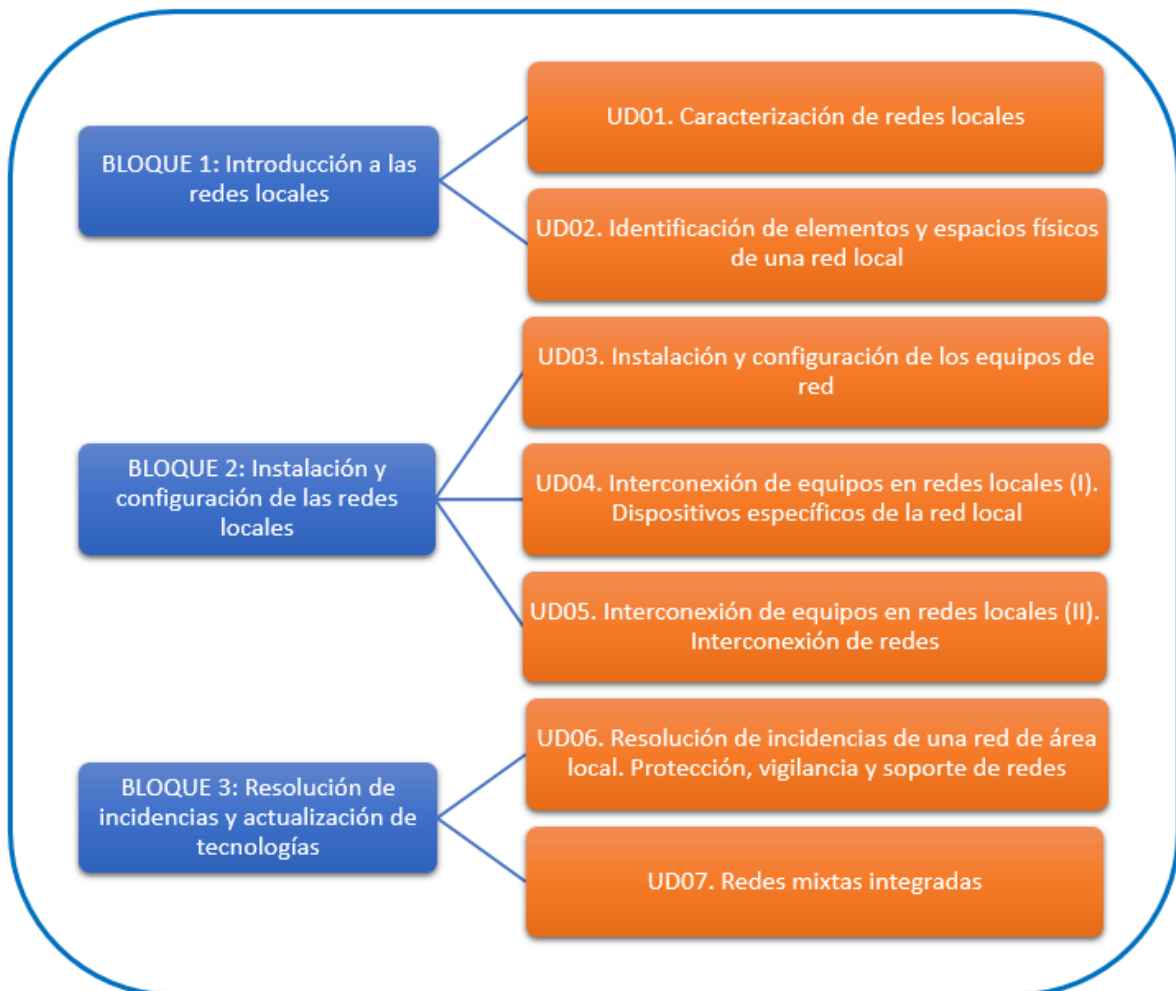 BLOQUE 1: Introducción a las
redes locales
UD01. Caracterización de redes locales
UD02. Identificación de elementos y espacios físicos
de una red local
BLOQUE 2: Instalación y
configuración de las redes
locales
UD03. Instalación y configuración de los equipos de
red
UD04. Interconexión de equipos en redes locales (I).
Dispositivos específicos de la red local
UD05. Interconexión de equipos en redes locales (II).
Interconexión de redes
BLOQUE 3: Resolución de
incidencias y actualización de
tecnologías
UD06. Resolución de incidencias de una red de área
local. Protección, vigilancia y soporte de redes
UD07. Redes mixtas integradas